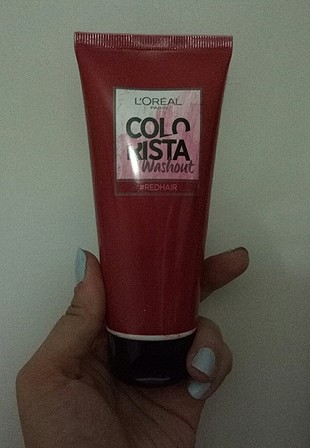 L'ORÉAL
PARIS
COLO
RISTA
Washout
#REDHAIR